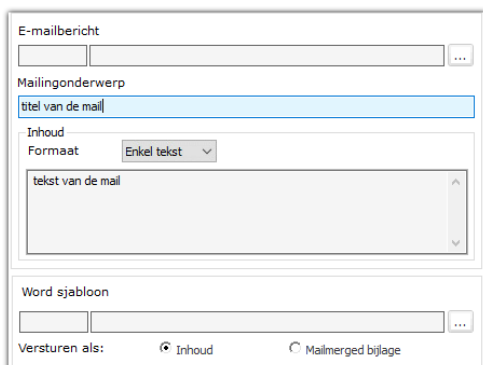 E-mailbericht
...
Mailingonderwerp
titel van de mail
Inhoud
Formaat Enkel tekst
tekst van de mail
Word sjabloon
...
Versturen als: Inhoud Mailmerged bijlage